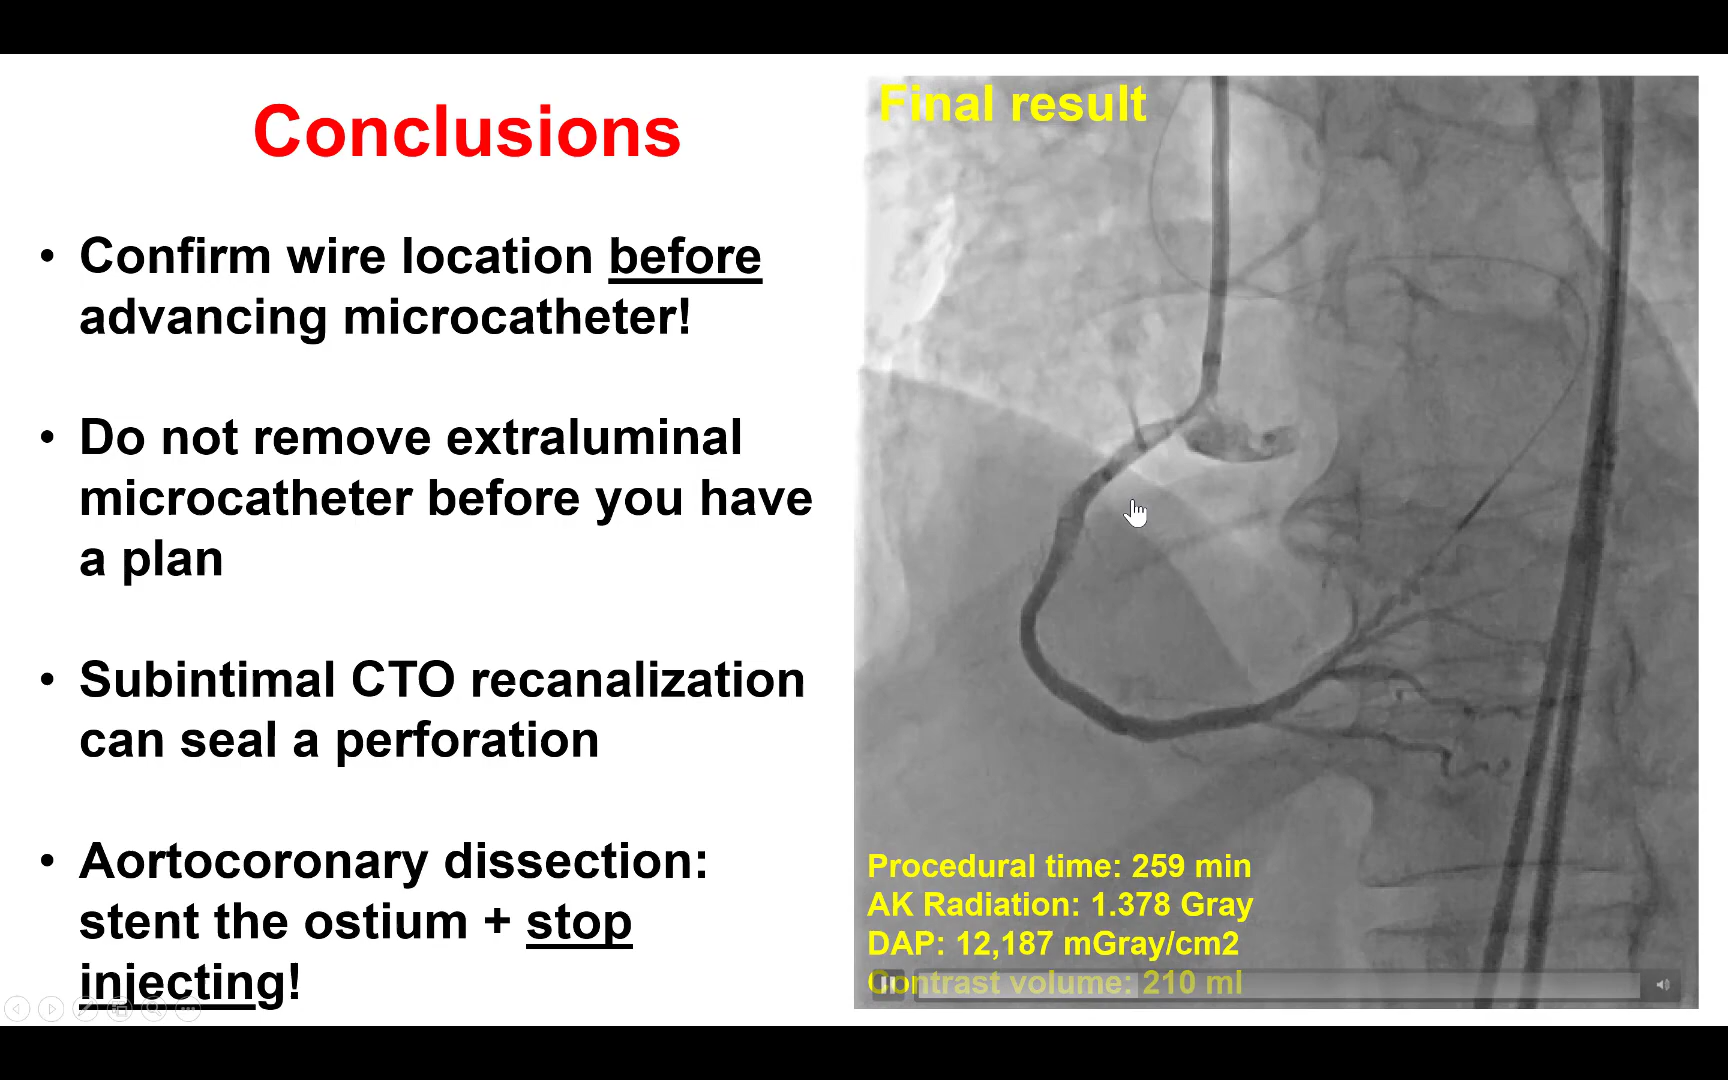 Conclusions
• Confirm wire location before
advancing microcatheter!
• Do not remove extraluminal
microcatheter before you have
a plan
• Subintimal CTO recanalization
can seal a perforation
• Aortocoronary dissection:
stent the ostium + stop
injecting!
Final result
Procedural time: 259 min
AK Radiation: 1.378 Gray
DAP: 12,187 mGray/cm2
Contrast volume: 210 ml